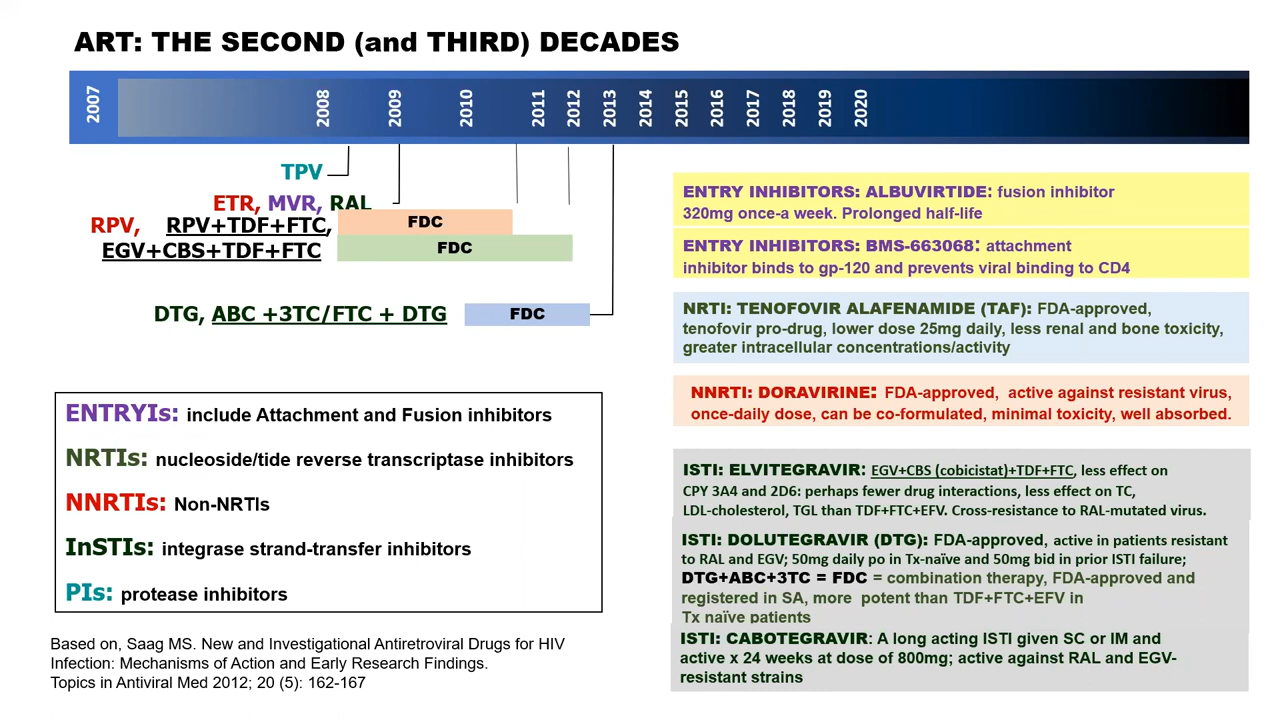 ART: THE SECOND (and THIRD) DECADES
2007 2008 2009 2010 2011 2012 2013 2014 2015 2016 2017 2018 2019 2020
TPV
ETR, MVR, RAL
RPV, RPV+TDF+FTC, FDC
EGV+CBS+TDF+FTC FDC
DTG, ABC +3TC/FTC + DTG FDC
ENTRYIs: include Attachment and Fusion inhibitors
NRTIs: nucleoside/tide reverse transcriptase inhibitors
NNRTIs: Non-NRTIs
InSTIs: integrase strand-transfer inhibitors
PIs: protease inhibitors
Based on, Saag MS. New and Investigational Antiretroviral Drugs for HIV
Infection: Mechanisms of Action and Early Research Findings.
Topics in Antiviral Med 2012; 20 (5): 162-167
ENTRY INHIBITORS: ALBUVIRTIDE: fusion inhibitor
320mg once-a week. Prolonged half-life
ENTRY INHIBITORS: BMS-663068: attachment
inhibitor binds to gp-120 and prevents viral binding to CD4
NRTI: TENOFOVIR ALAFENAMIDE (TAF): FDA-approved,
tenofovir pro-drug, lower dose 25mg daily, less renal and bone toxicity,
greater intracellular concentrations/activity
NNRTI: DORAVIRINE: FDA-approved, active against resistant virus,
once-daily dose, can be co-formulated, minimal toxicity, well absorbed.
ISTI: ELVITEGRAVIR: EGV+CBS (cobicistat)+TDF+FTC, less effect on
CPY 3A4 and 2D6: perhaps fewer drug interactions, less effect on TC,
LDL-cholesterol, TGL than TDF+FTC+EFV. Cross-resistance to RAL-mutated virus.
ISTI: DOLUTEGRAVIR (DTG): FDA-approved, active in patients resistant
to RAL and EGV; 50mg daily po in Tx-naïve and 50mg bid in prior ISTI failure;
DTG+ABC+3TC = FDC = combination therapy, FDA-approved and
registered in SA, more potent than TDF+FTC+EFV in
Tx naïve patients
ISTI: CABOTEGRAVIR: A long acting ISTI given SC or IM and
active x 24 weeks at dose of 800mg; active against RAL and EGV-
resistant strains